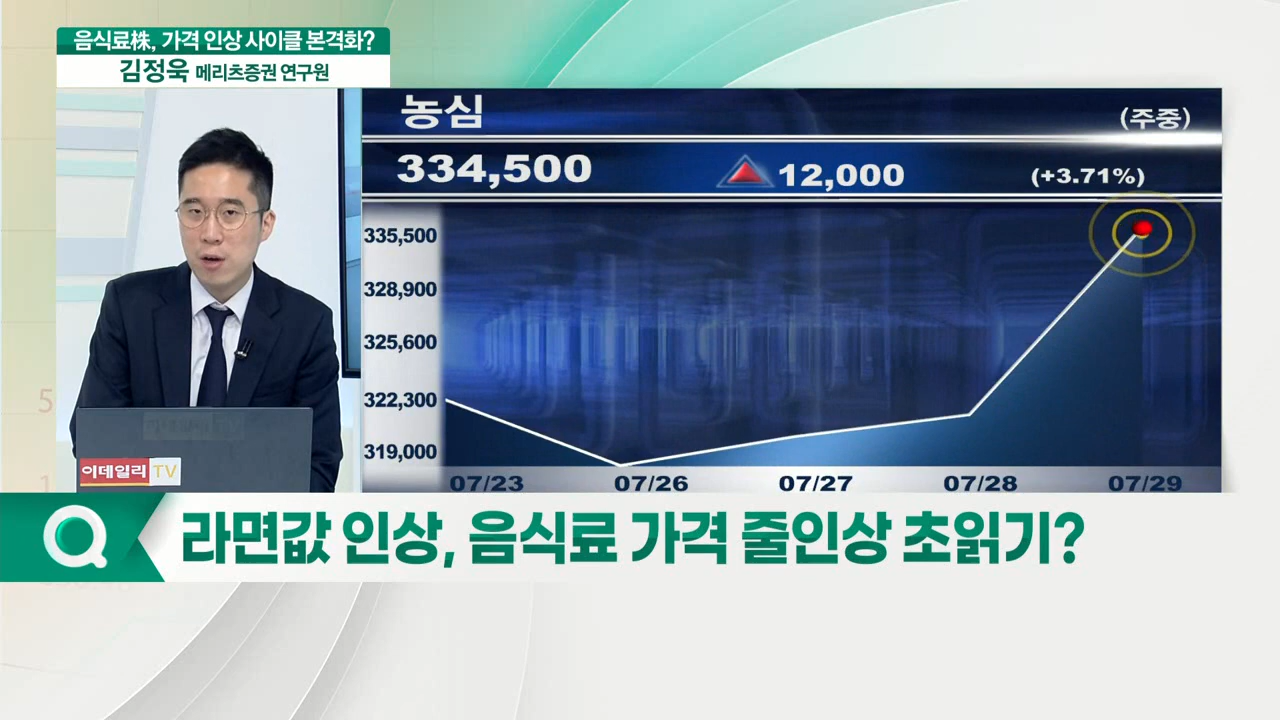 음식료株, 가격 인상 사이클 본격화?
김정욱 메리츠증권 연구원
농심
(주중)
334,500 12,000 (+3.71%)
335,500
328,900
325,600
322,300
319,000
07/23 07/26 07/27 07/28 07/29
이데일리 TV
Q 라면값 인상, 음식료 가격 줄인상 초읽기?
5
1